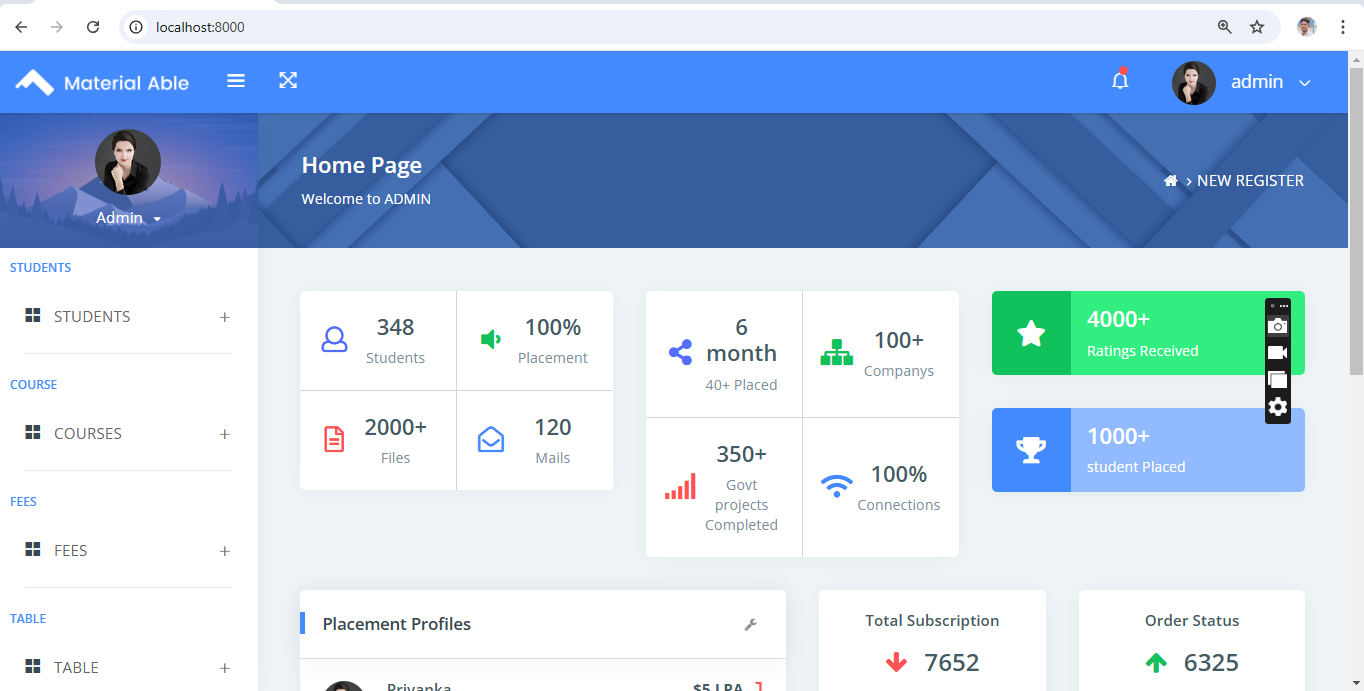 localhost:8000
Material Able
admin
Admin
Home Page
Welcome to ADMIN
NEW REGISTER
STUDENTS
STUDENTS
COURSE
COURSES
FEES
FEES
TABLE
TABLE
348
Students
100%
Placement
2000+
Files
120
Mails
6
month
40+ Placed
100+
Companys
350+
Govt
projects
Completed
100%
Connections
4000+
Ratings Received
1000+
student Placed
Placement Profiles
Priyanka
$5 LPA
Total Subscription
7652
Order Status
6325